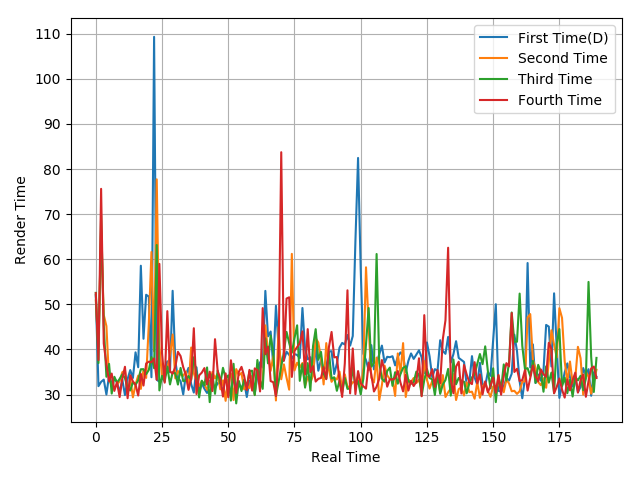 110
100
90
80
70
60
50
40
30
0
25
50
75
100
125
150
175
Render Time
Real Time
First Time(D)
Second Time
Third Time
Fourth Time